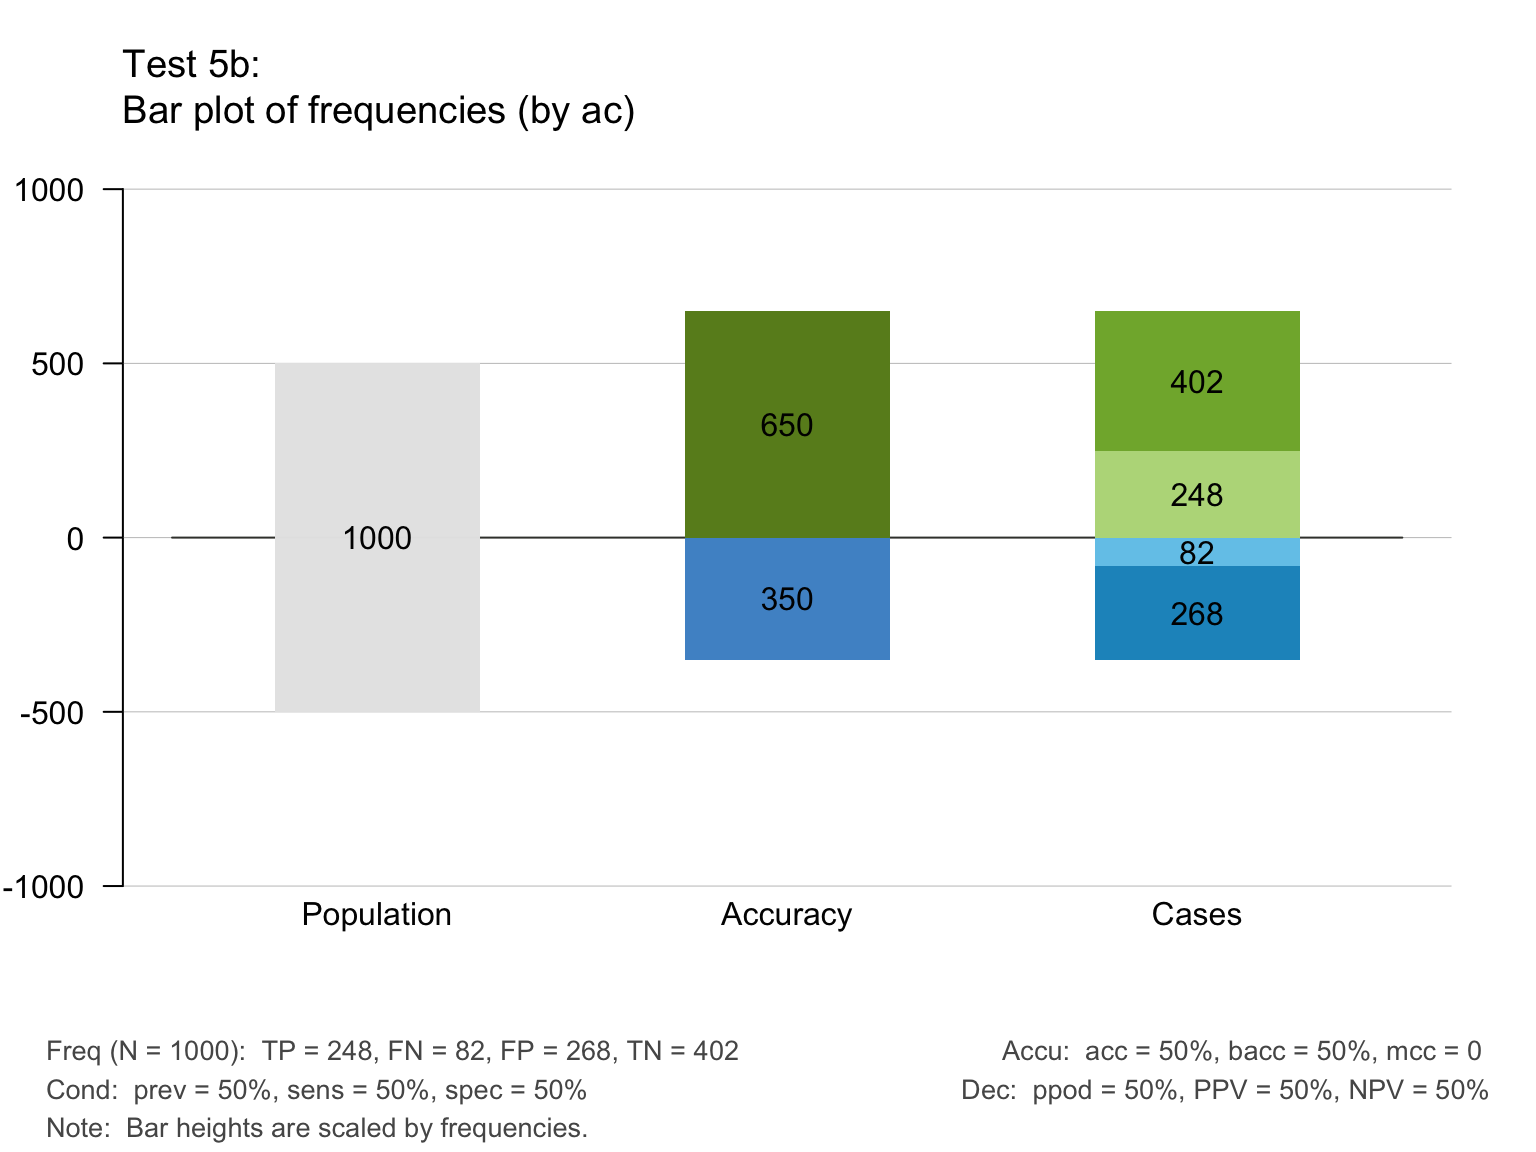 Test 5b:
Bar plot of frequencies (by ac)
1000
500
0
-500
-1000
1000
650
350
402
248
82
268
Population
Accuracy
Cases
Freq (N = 1000):  TP = 248, FN = 82, FP = 268, TN = 402
Accu:  acc = 50%, bacc = 50%, mcc = 0
Cond:  prev = 50%, sens = 50%, spec = 50%
Dec:  ppod = 50%, PPV = 50%, NPV = 50%
Note:  Bar heights are scaled by frequencies.